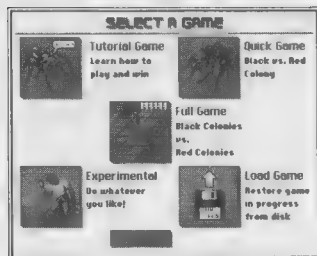 SELECT A GAME
Tutorial Game
Learn how to
play and win
Quick Game
Black vs. Red
Colony
Full Game
Black Colonies
vs.
Red Colonies
Experimental
Do whatever
you like!
Load Game
Restore game
in progress
from disk